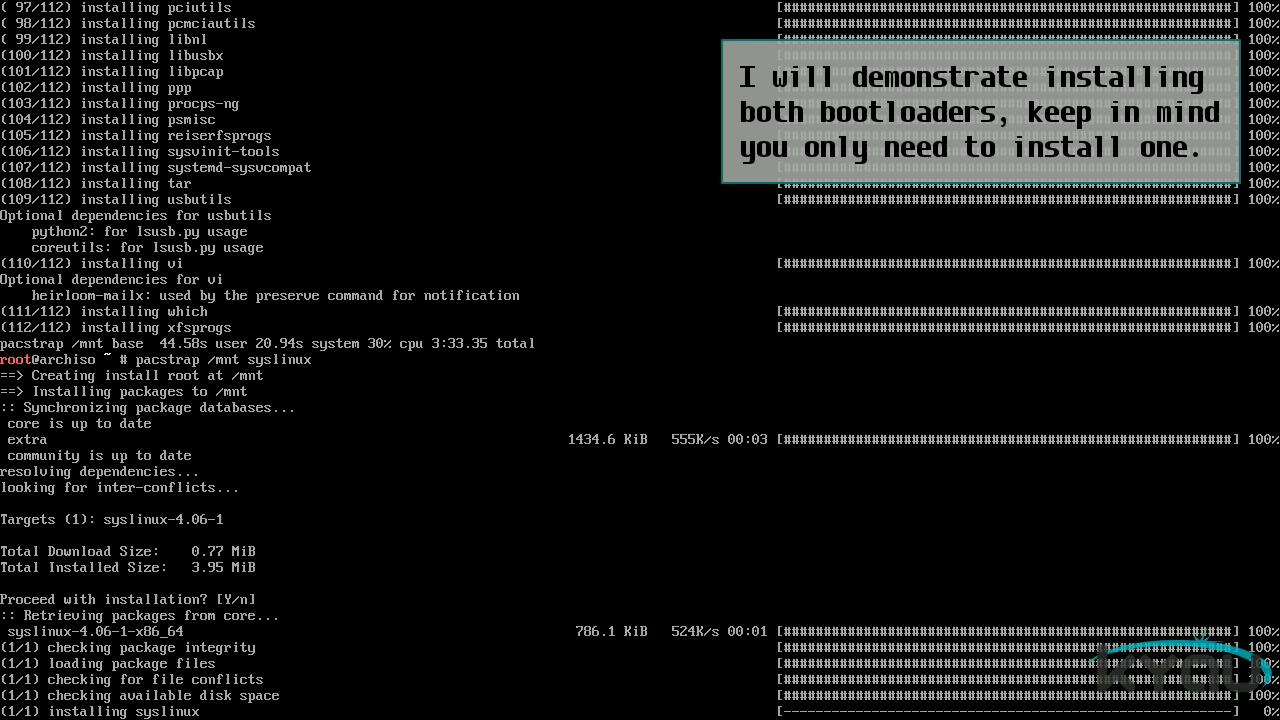 ( 97/112) installing pciutils [######################################################] 100%
( 98/112) installing pcmciautils [######################################################] 100%
( 99/112) installing libnl [######################################################] 100%
(100/112) installing libusbx 100%
(101/112) installing libpcap 100%
(102/112) installing ppp 100%
(103/112) installing procps-ng 100%
(104/112) installing psmisc 100%
(105/112) installing reiserfsprogs 100%
(106/112) installing sysvinit-tools 100%
(107/112) installing systemd-sysvcompat 100%
(108/112) installing tar [######################################################] 100%
(109/112) installing usbutils [######################################################] 100%
I will demonstrate installing
both bootloaders, keep in mind
you only need to install one.
Optional dependencies for usbutils
python2: for lsusb.py usage
coreutils: for lsusb.py usage
(110/112) installing vi [######################################################] 100%
Optional dependencies for vi
heirloom-mailx: used by the preserve command for notification
(111/112) installing which [######################################################] 100%
(112/112) installing xfsprogs [######################################################] 100%
pacstrap /mnt base  44.58s user 20.94s system 30% cpu 3:33.35 total
root@archiso ~ # pacstrap /mnt syslinux
==> Creating install root at /mnt
==> Installing packages to /mnt
:: Synchronizing package databases...
core is up to date
extra 1434.6 KiB 555K/s 00:03 [######################################################] 100%
community is up to date
resolving dependencies...
looking for inter-conflicts...
Targets (1): syslinux-4.06-1
Total Download Size: 0.77 MiB
Total Installed Size: 3.95 MiB
Proceed with installation? [Y/n]
:: Retrieving packages from core...
syslinux-4.06-1-x86_64 786.1 KiB 524K/s 00:01 [######################################################] 100%
(1/1) checking package integrity [######################################################] 100%
(1/1) loading package files [######################################################] 100%
(1/1) checking for file conflicts [######################################################] 100%
(1/1) checking available disk space [######################################################] 100%
(1/1) installing syslinux [------------------------------------------------------] 0%
KYAU